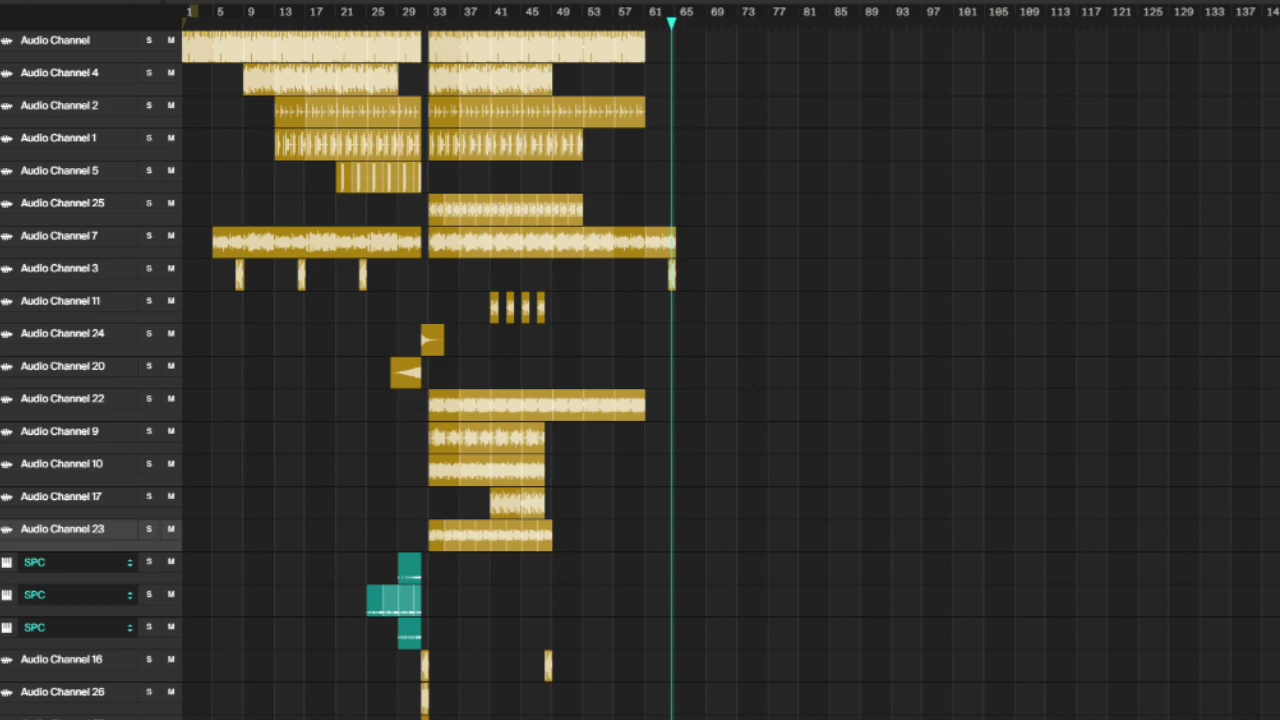 1 5 9 13 17 21 25 29 33 37 41 45 49 53 57 61 65 69 73 77 81 85 89 93 97 101 105 109 113 117 121 125 129 133 137 14
Audio Channel S M
Audio Channel 4 S M
Audio Channel 2 S M
Audio Channel 1 S M
Audio Channel 5 S M
Audio Channel 25 S M
Audio Channel 7 S M
Audio Channel 3 S M
Audio Channel 11 S M
Audio Channel 24 S M
Audio Channel 20 S M
Audio Channel 22 S M
Audio Channel 9 S M
Audio Channel 10 S M
Audio Channel 17 S M
Audio Channel 23 S M
SPC S M
SPC S M
SPC S M
Audio Channel 16 S M
Audio Channel 26 S M